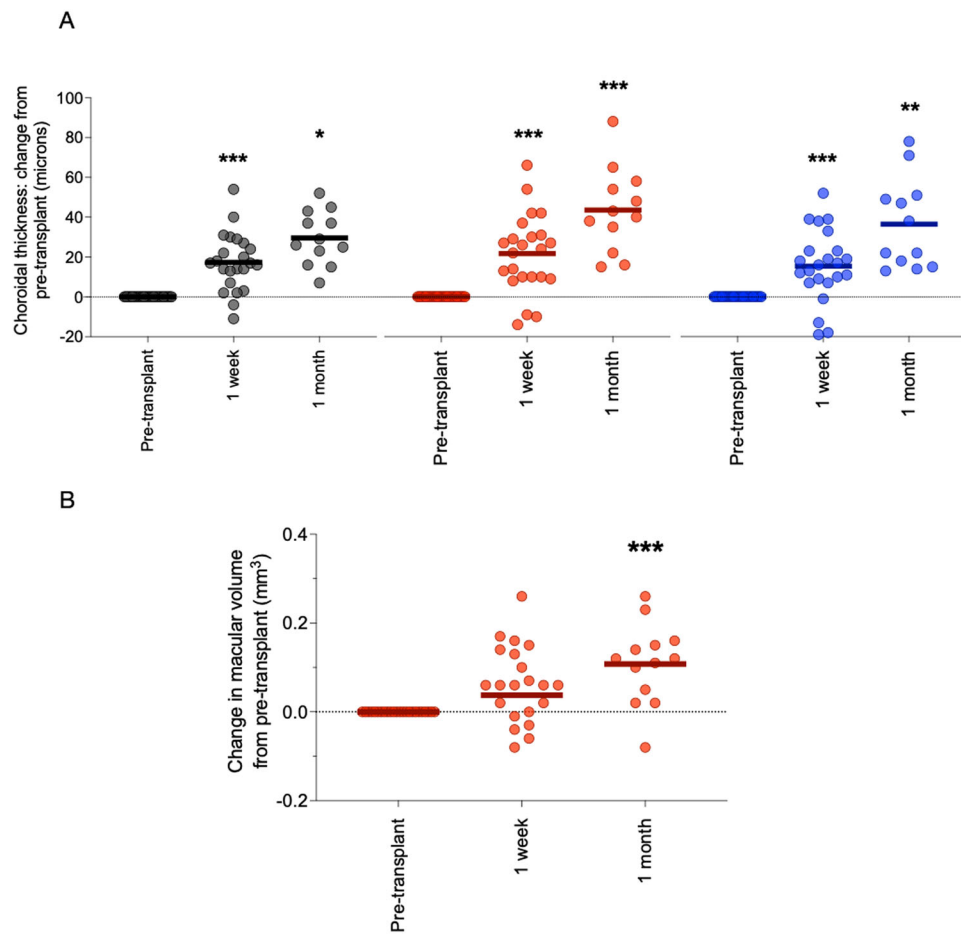 A
Choroidal thickness: change from
pre-transplant (microns)
100
80
60
40
20
0
-20
***
*
***
***
***
**
Pre-transplant
1 week
1 month
Pre-transplant
1 week
1 month
Pre-transplant
1 week
1 month
B
Change in macular volume
from pre-transplant (mm³)
0.4
0.2
0.0
-0.2
***
Pre-transplant
1 week
1 month